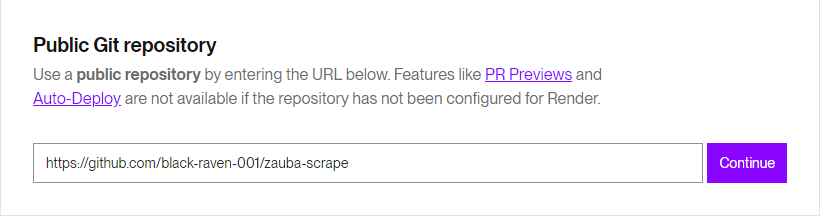 Public Git repository
Use a public repository by entering the URL below. Features like PR Previews and
Auto-Deploy are not available if the repository has not been configured for Render.
https://github.com/black-raven-001/zauba-scrape
Continue